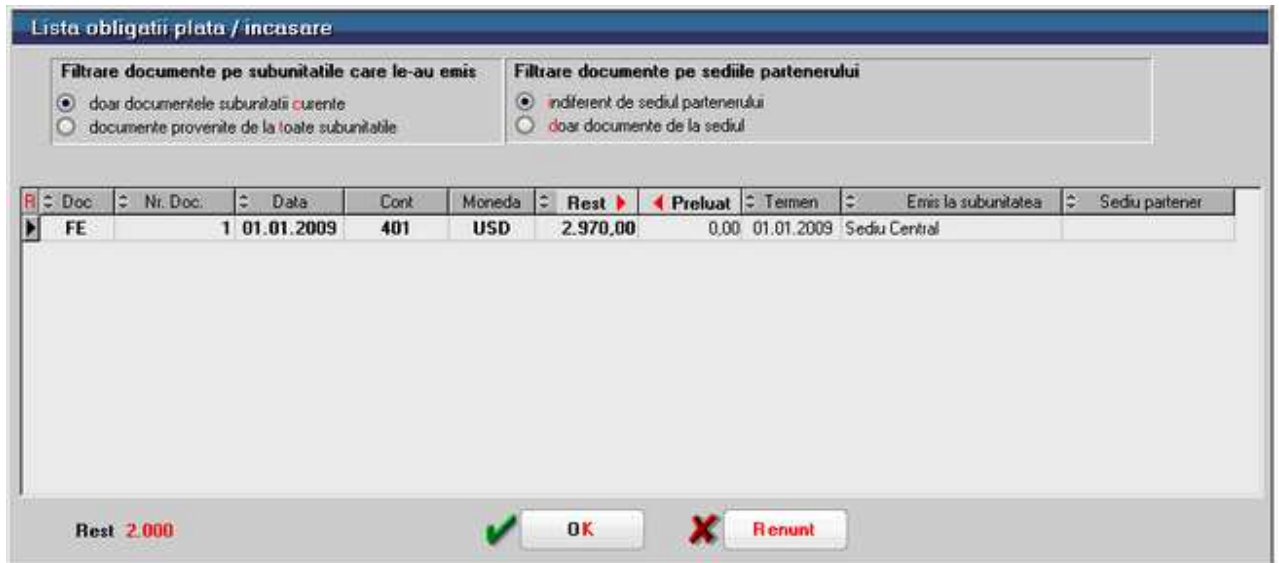 Lista obligatii plata / incasare
Filtrare documente pe subunitatile care le-au emis
doar documentele subunitatii curente
documente provenite de la toate subunitatile
Filtrare documente pe sediile partenerului
indiferent de sediul partenerului
doar documente de la sediul
R Doc Nr. Doc. Data Cont Moneda Rest Preluat Termen Emis la subunitatea Sediu partener
FE 1 01.01.2009 401 USD 2.970,00 0,00 01.01.2009 Sediu Central
Rest 2.000 OK Renunt